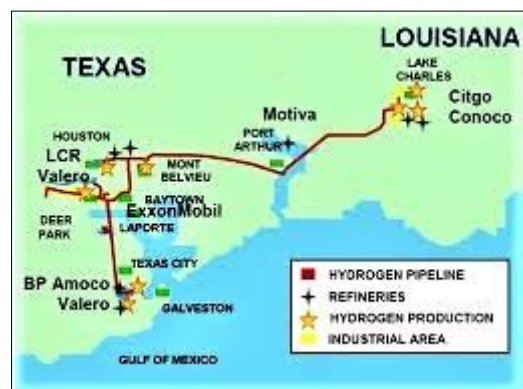 LOUISIANA
TEXAS
LAKE
CHARLES
Citgo
Conoco
Motiva
PORT
ARTHUR
HOUSTON
LCR
Valero
MONT
BELVIEU
BAYTOWN
ExxonMobil
DEER
PARK
LAPORTE
TEXAS CITY
BP Amoco
Valero
GALVESTON
GULF OF MEXICO
HYDROGEN PIPELINE
REFINERIES
HYDROGEN PRODUCTION
INDUSTRIAL AREA